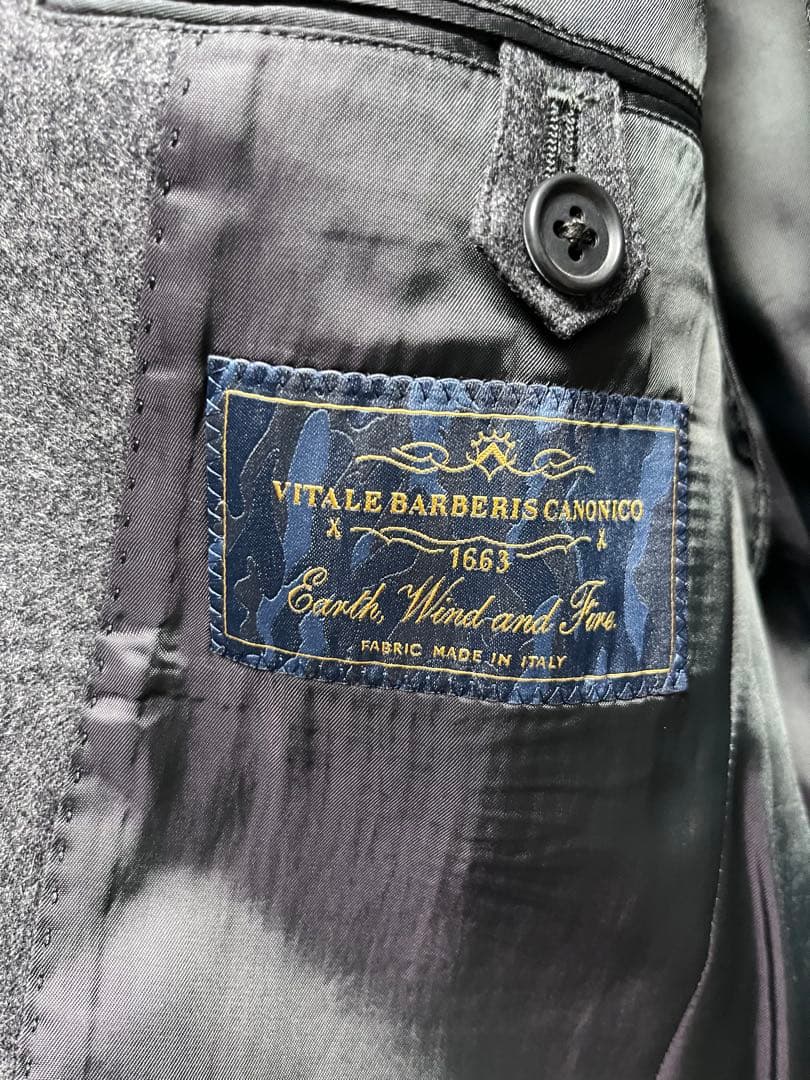 VITALE BARBERIS CANONICO
1663
Earth, Wind and Fire.
FABRIC MADE IN ITALY